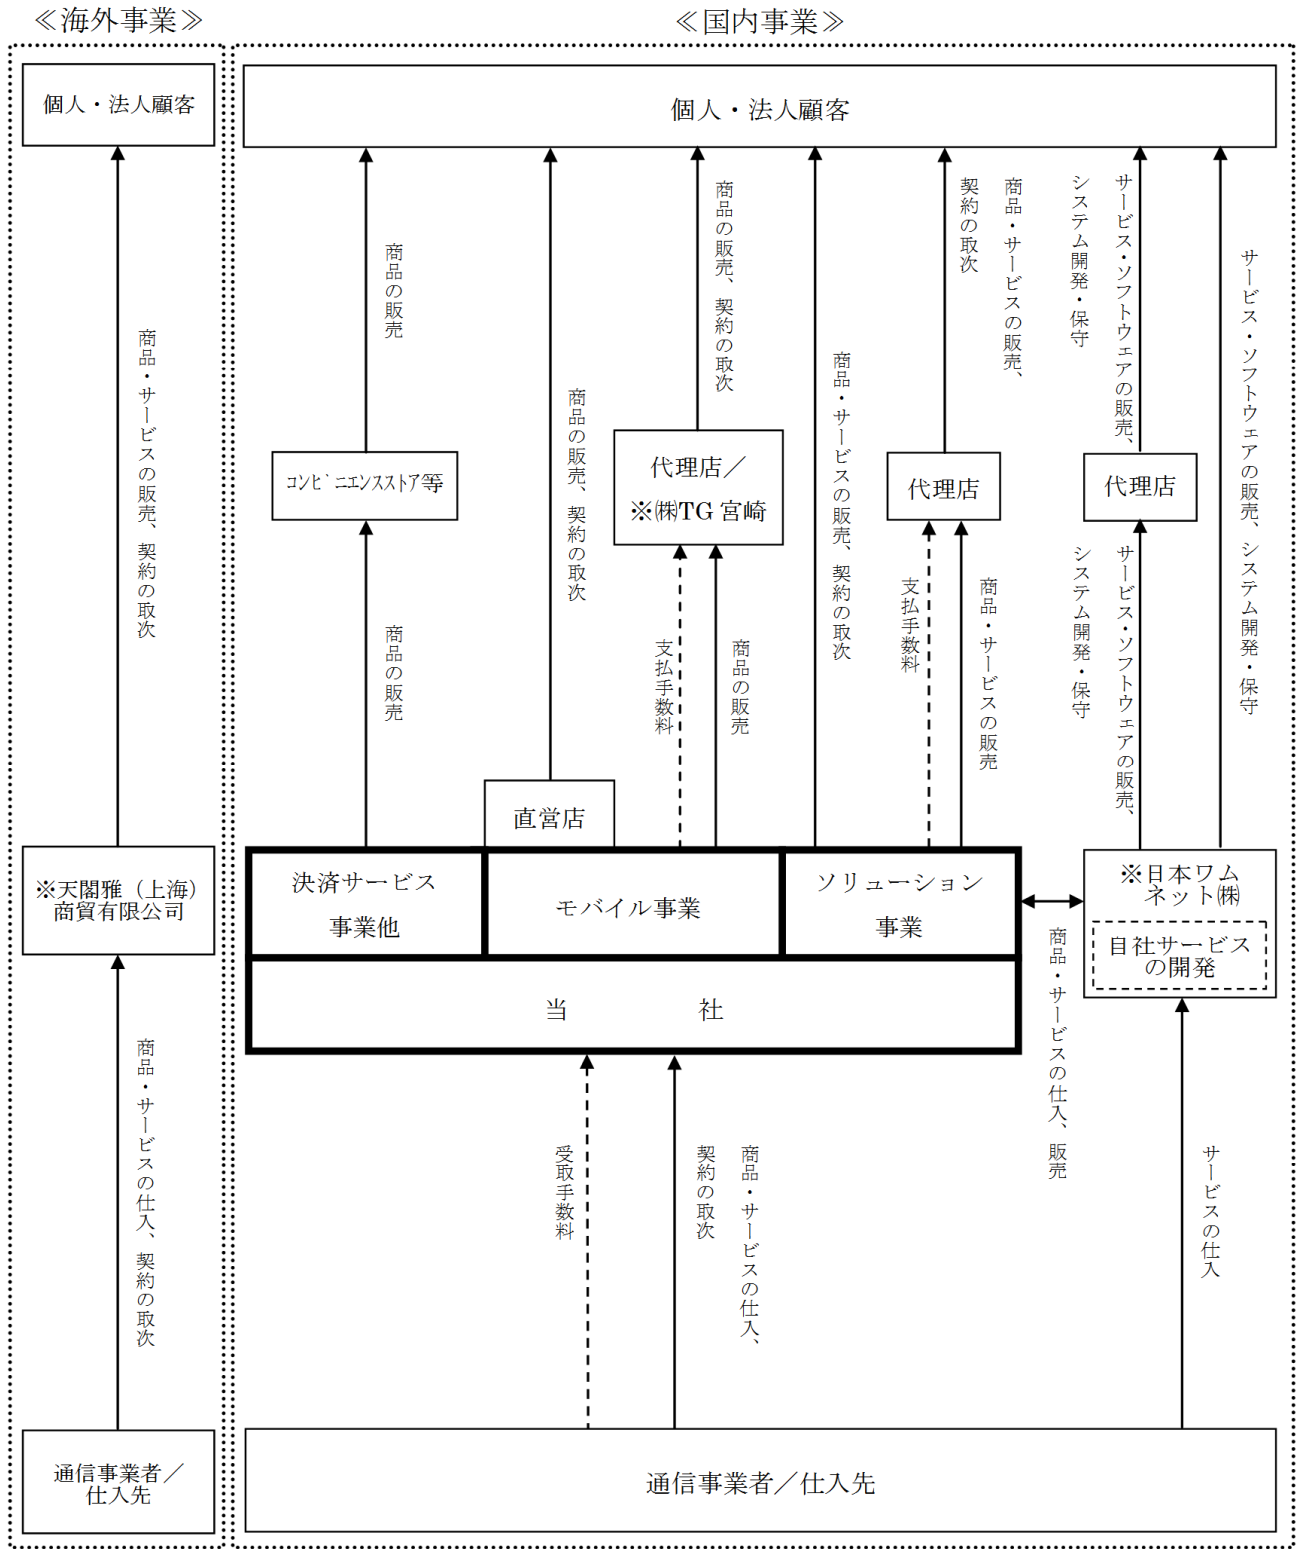 ≪海外事業≫
≪国内事業≫
個人・法人顧客
個人・法人顧客
商品・サービスの販売、契約の取次
商品の販売
商品の販売、契約の取次
商品の販売、契約の取次
商品・サービスの販売、契約の取次
商品・サービスの販売、
契約の取次
サービス・ソフトウェアの販売、
システム開発・保守
サービス・ソフトウェアの販売、システム開発・保守
コンビニエンスストア等
代理店／
※㈱TG 宮崎
代理店
代理店
商品の販売
支払手数料
商品の販売
支払手数料
商品・サービスの販売
サービス・ソフトウェアの販売、
システム開発・保守
直営店
※天閣雅（上海）
商貿有限公司
決済サービス
事業他
モバイル事業
ソリューション
事業
当　　　社
※日本ワム
ネット㈱
自社サービス
の開発
商品・サービスの仕入、販売
商品・サービスの仕入、契約の取次
受取手数料
商品・サービスの仕入、
契約の取次
サービスの仕入
通信事業者／
仕入先
通信事業者／仕入先